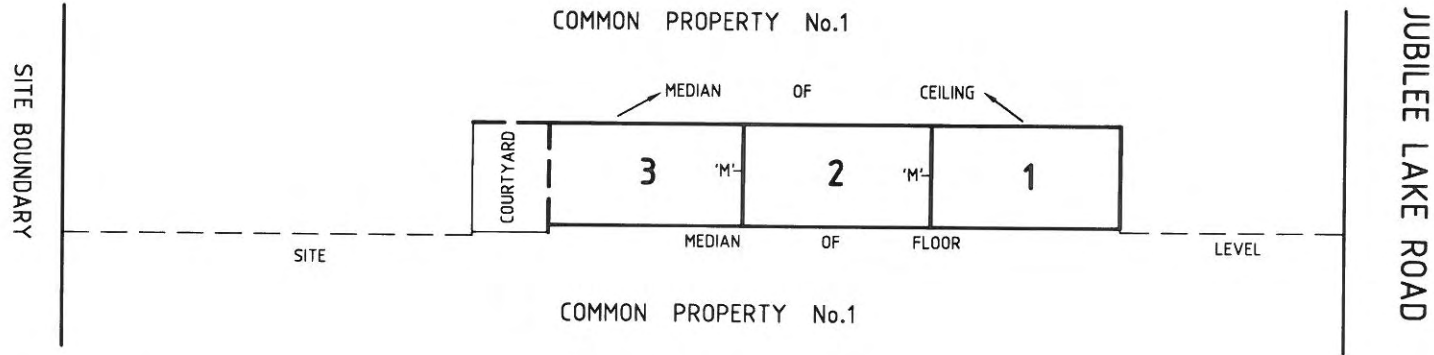 COMMON PROPERTY No.1
JUBILEE LAKE ROAD
SITE BOUNDARY
MEDIAN OF CEILING
COURTYARD
3 'M' 2 'M' 1
MEDIAN OF FLOOR
SITE LEVEL
COMMON PROPERTY No.1